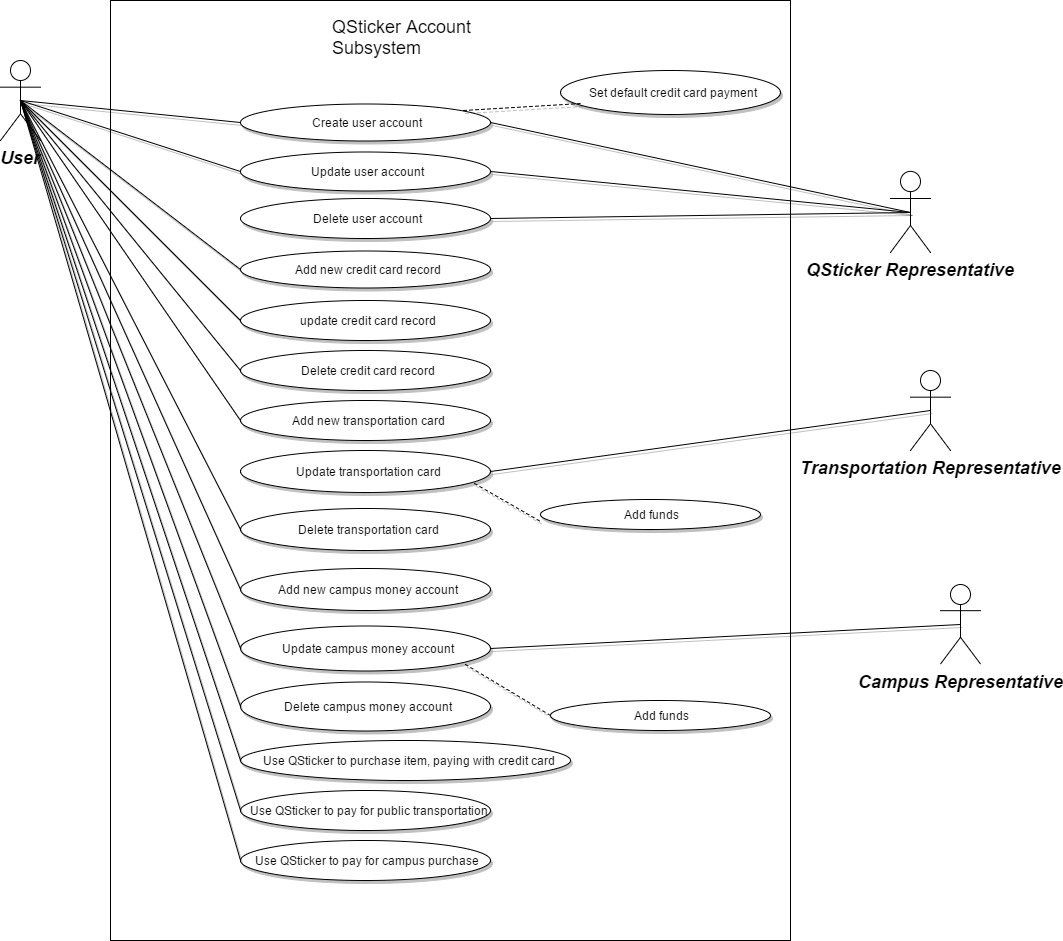 QSticker Account
Subsystem
Set default credit card payment
Create user account
User
Update user account
Delete user account
QSticker Representative
Add new credit card record
update credit card record
Delete credit card record
Add new transportation card
Update transportation card
Transportation Representative
Add funds
Delete transportation card
Add new campus money account
Update campus money account
Campus Representative
Delete campus money account
Add funds
Use QSticker to purchase item, paying with credit card
Use QSticker to pay for public transportation
Use QSticker to pay for campus purchase